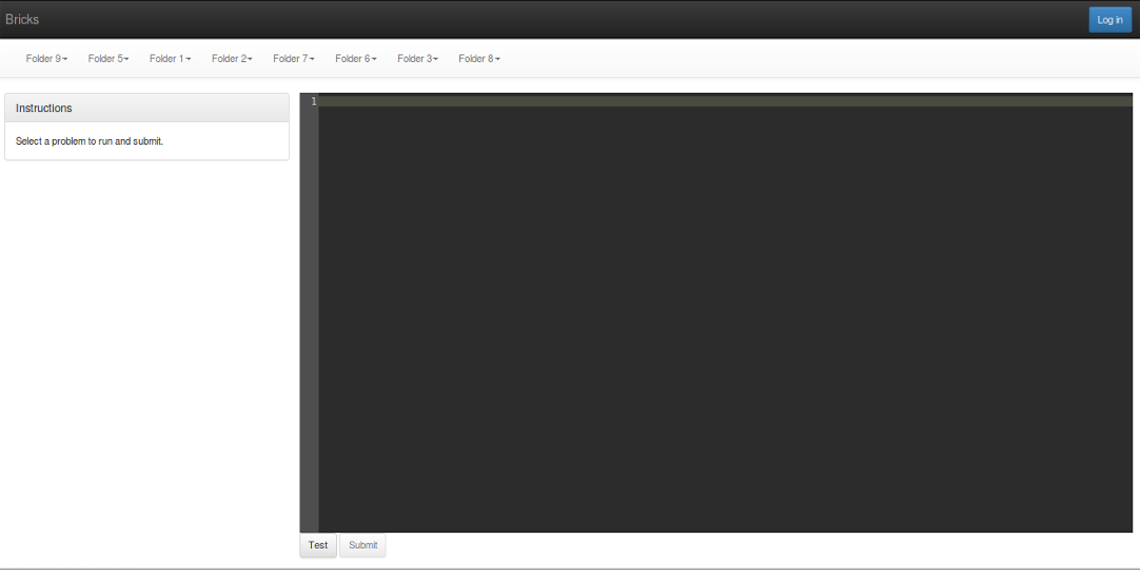 Bricks Log in
Folder 9 Folder 5 Folder 1 Folder 2 Folder 7 Folder 6 Folder 3 Folder 8
Instructions
Select a problem to run and submit.
1
Test Submit